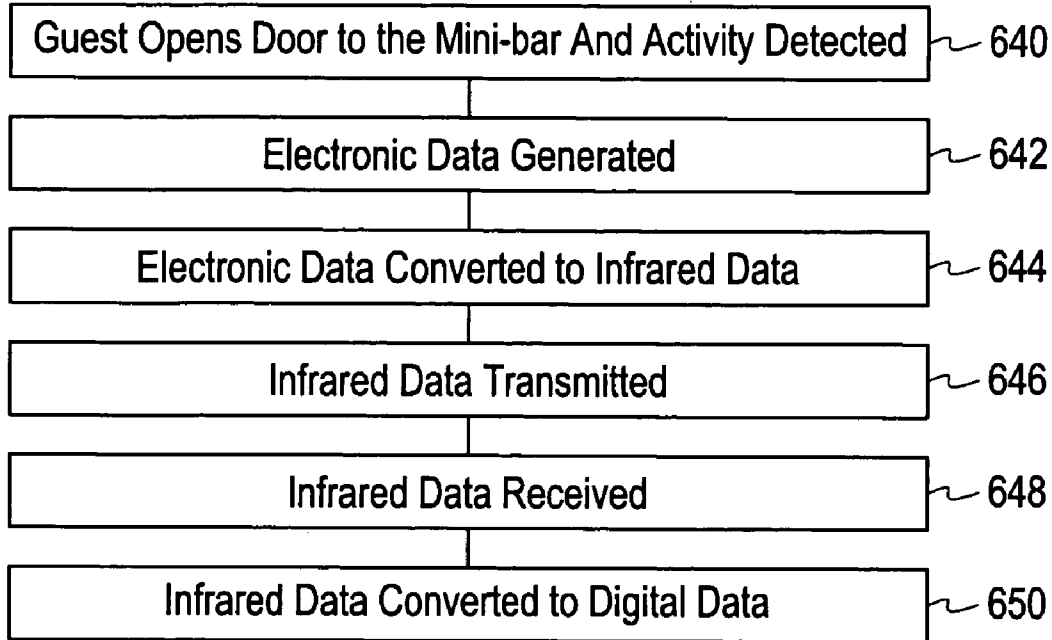 Guest Opens Door to the Mini-bar And Activity Detected 640
Electronic Data Generated 642
Electronic Data Converted to Infrared Data 644
Infrared Data Transmitted 646
Infrared Data Received 648
Infrared Data Converted to Digital Data 650